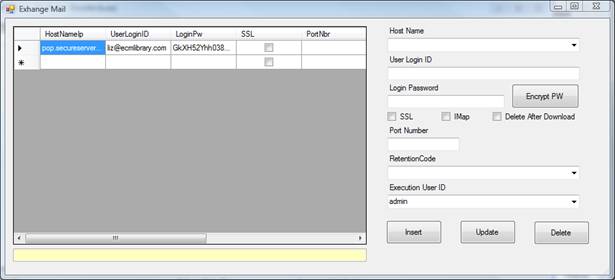 Exhange Mail
HostNameIp UserLoginID LoginPw SSL PortNbr
pop.secureserver... liz@ecmlibrary.com GkXH52Yhh038...
Host Name
User Login ID
Login Password
Encrypt PW
SSL IMap Delete After Download
Port Number
RetentionCode
Execution User ID
admin
Insert Update Delete